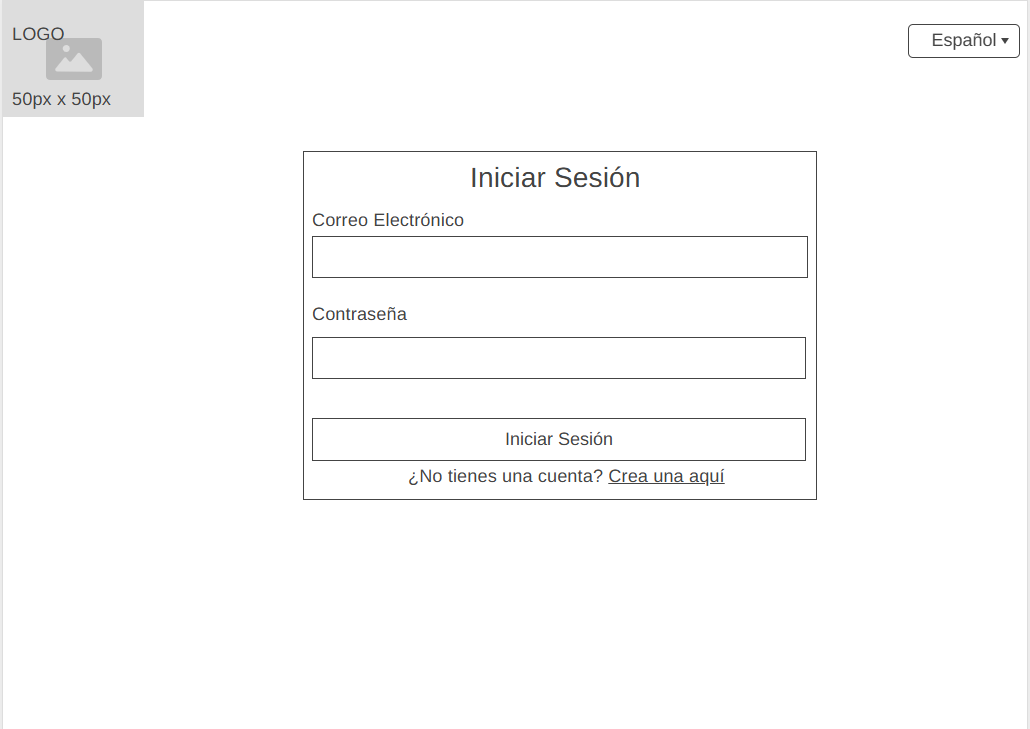 LOGO
50px x 50px
Español
Iniciar Sesión
Correo Electrónico
Contraseña
Iniciar Sesión
¿No tienes una cuenta? Crea una aquí